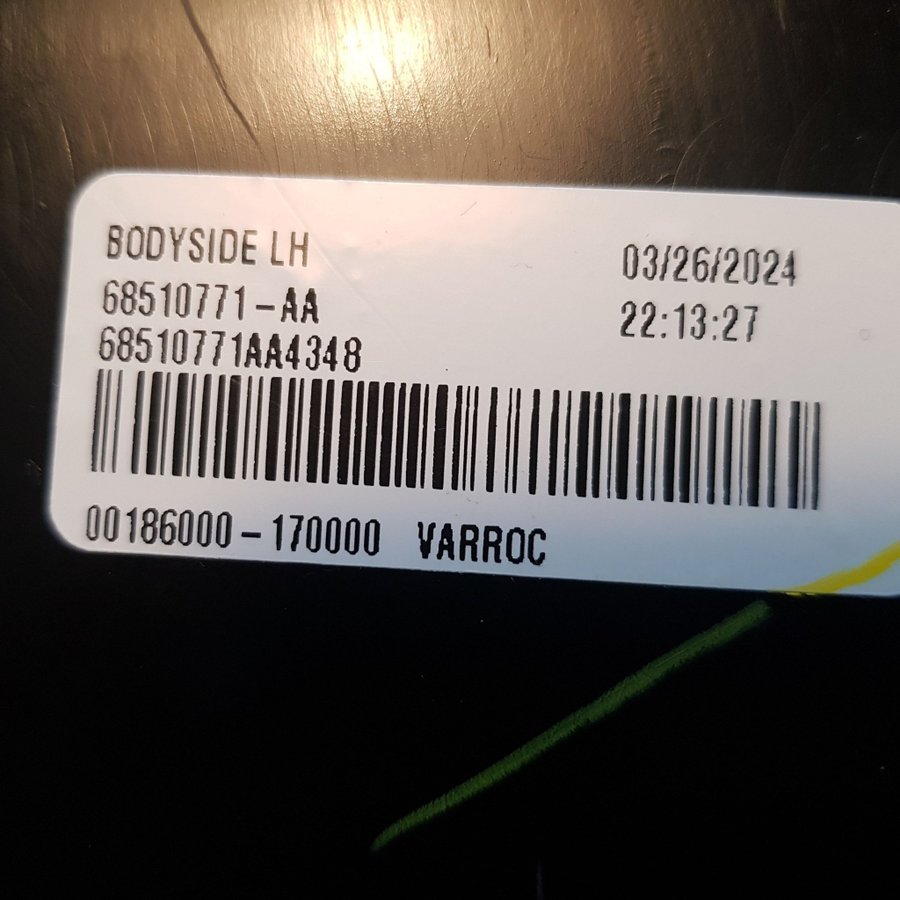 BODYSIDE LH
03/26/2024
68510771-AA
22:13:27
68510771AA4348
00186000-170000 VARROC